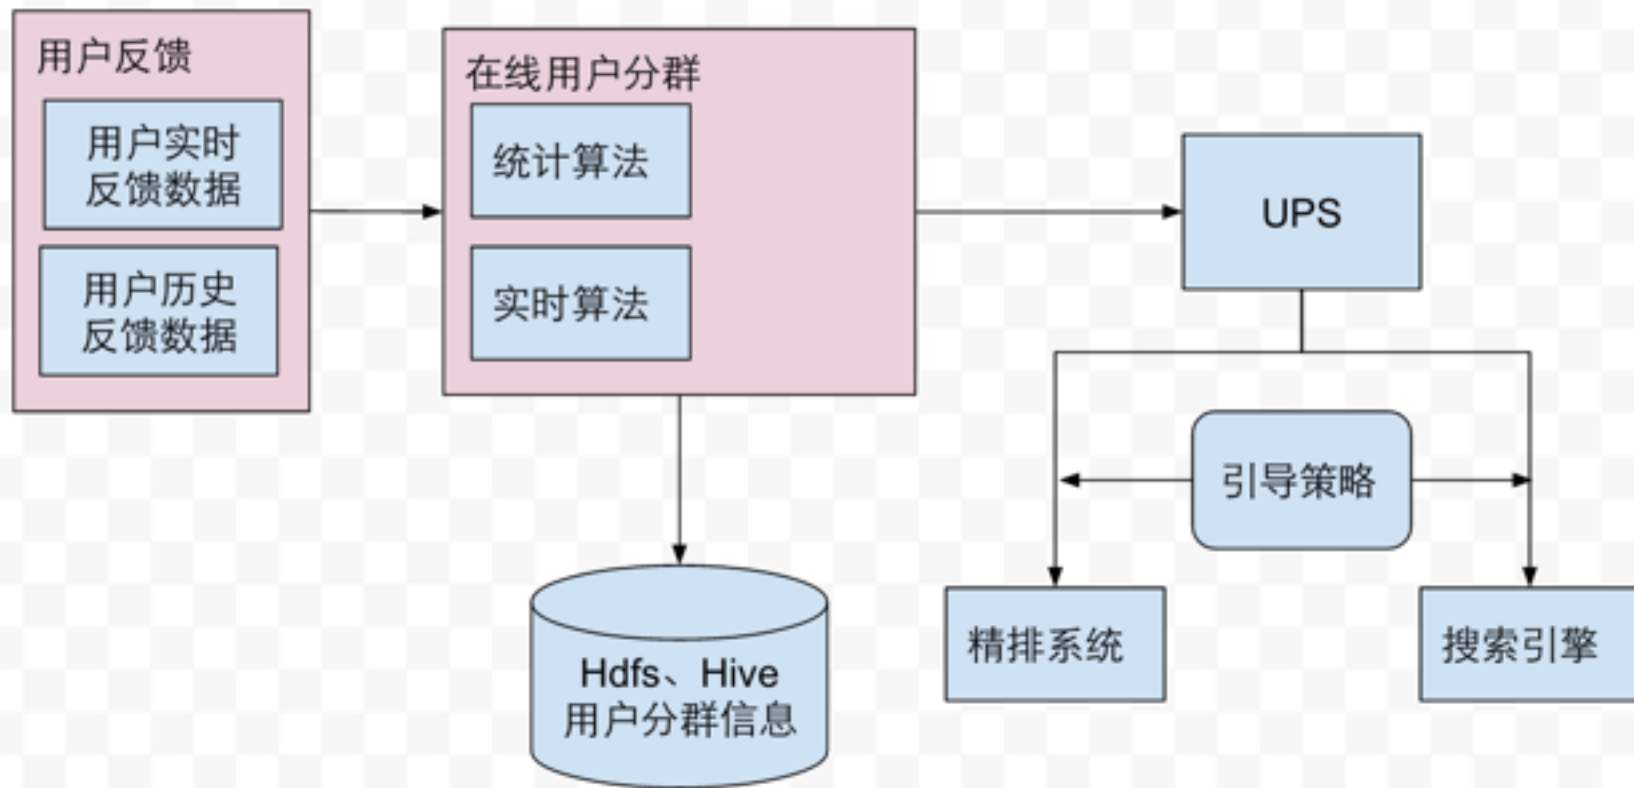 用户反馈
用户实时
反馈数据
用户历史
反馈数据
在线用户分群
统计算法
实时算法
UPS
引导策略
精排系统
搜索引擎
Hdfs、Hive
用户分群信息